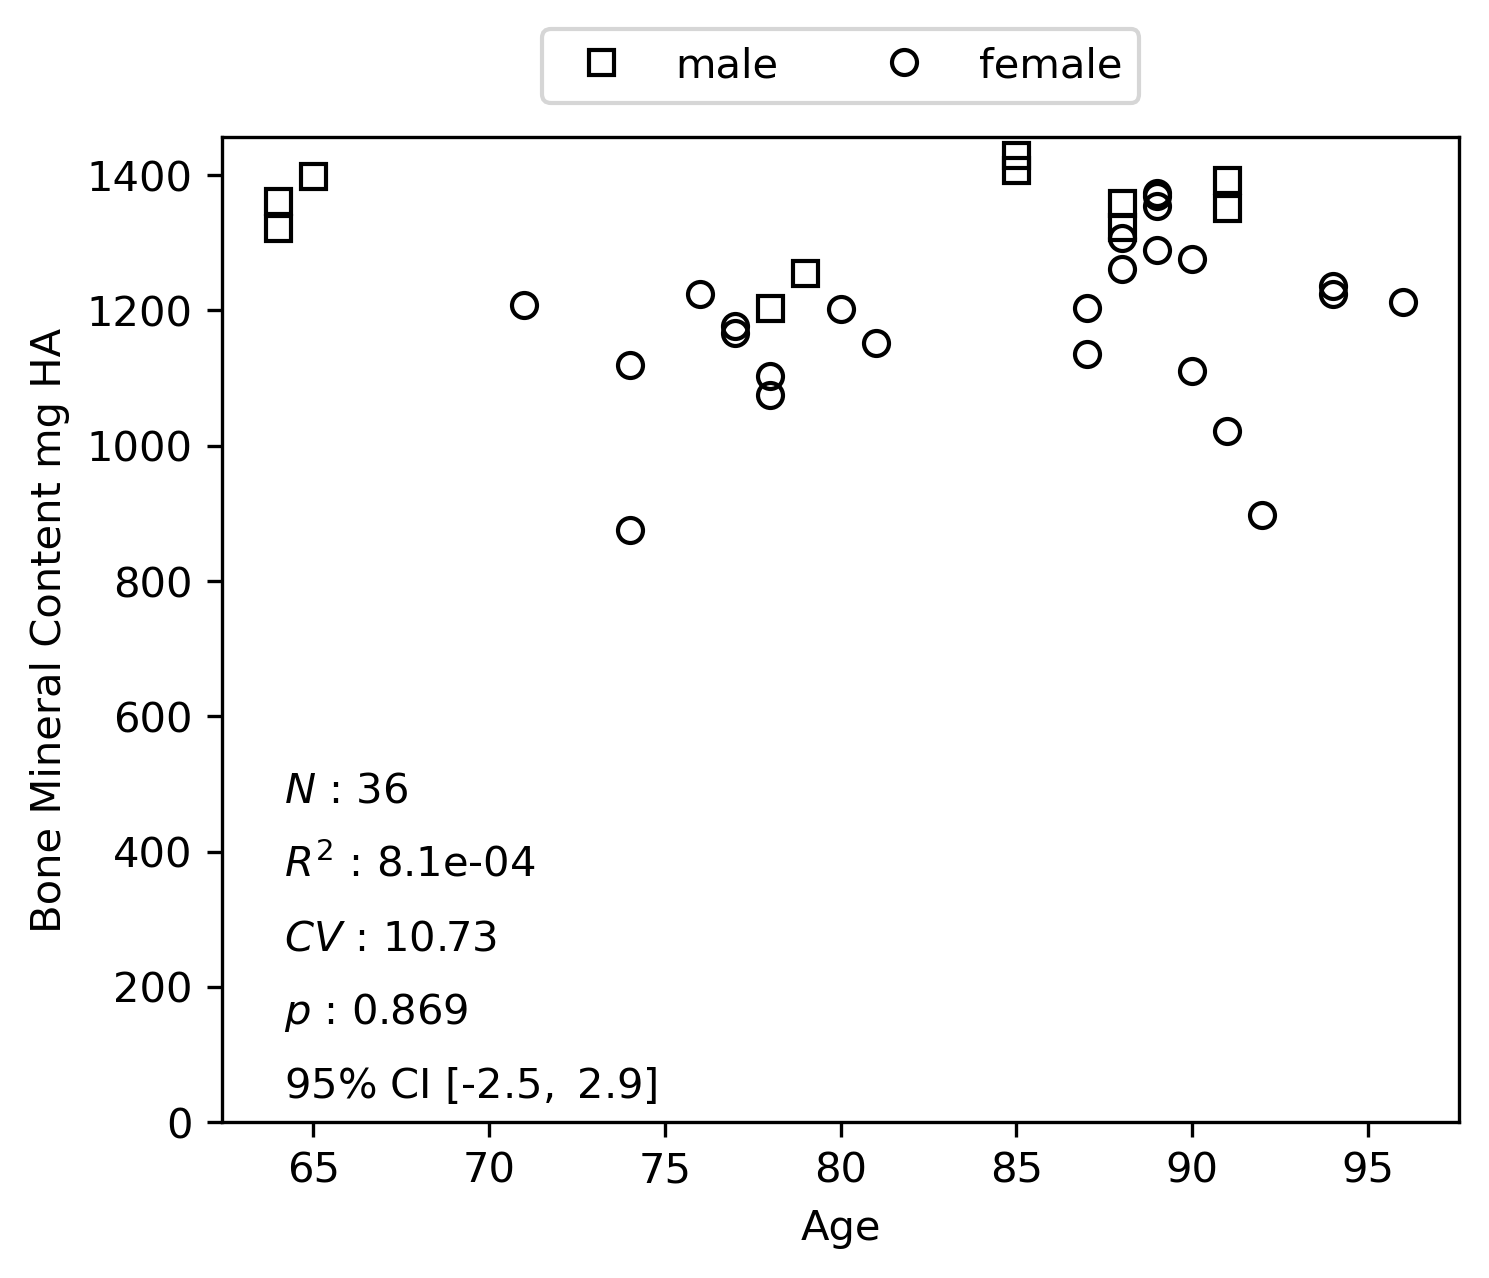 male female
1400
1200
1000
800
600
400
200
0
Bone Mineral Content mg HA
N : 36
R² : 8.1e-04
CV : 10.73
p : 0.869
95% CI [-2.5, 2.9]
65 70 75 80 85 90 95
Age